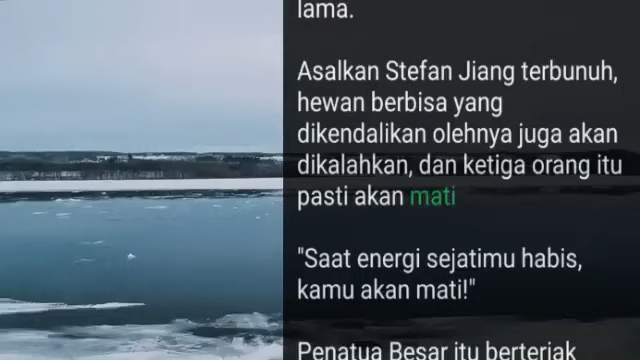 lama.
Asalkan Stefan Jiang terbunuh,
hewan berbisa yang
dikendalikan olehnya juga akan
dikalahkan, dan ketiga orang itu
pasti akan mati
"Saat energi sejatimu habis,
kamu akan mati!"
Penatua Besar itu berteriak